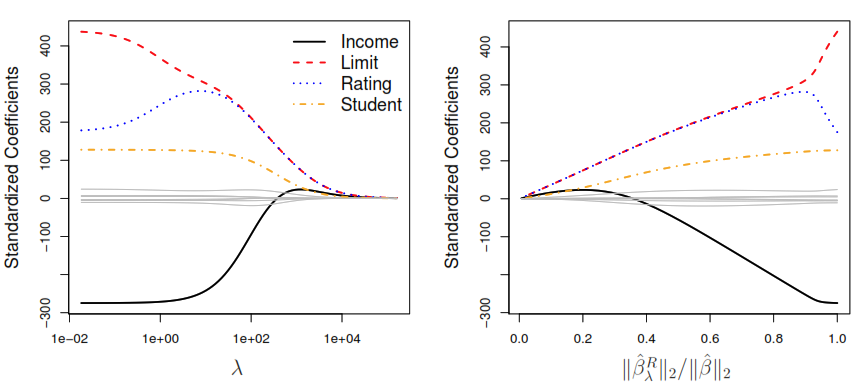 Standardized Coefficients
400
300
200
100
0
−100
−300
1e−02
1e+00
1e+02
1e+04
λ
Income
Limit
Rating
Student
Standardized Coefficients
400
300
200
100
0
−100
−300
0.0
0.2
0.4
0.6
0.8
1.0
‖β̂λᴿ‖₂/‖β̂‖₂